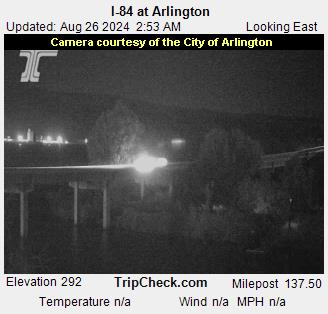 I-84 at Arlington
Updated: Aug 26 2024 2:53 AM Looking East
Camera courtesy of the City of Arlington
Elevation 292 TripCheck.com Milepost 137.50
Temperature n/a Wind n/a MPH n/a